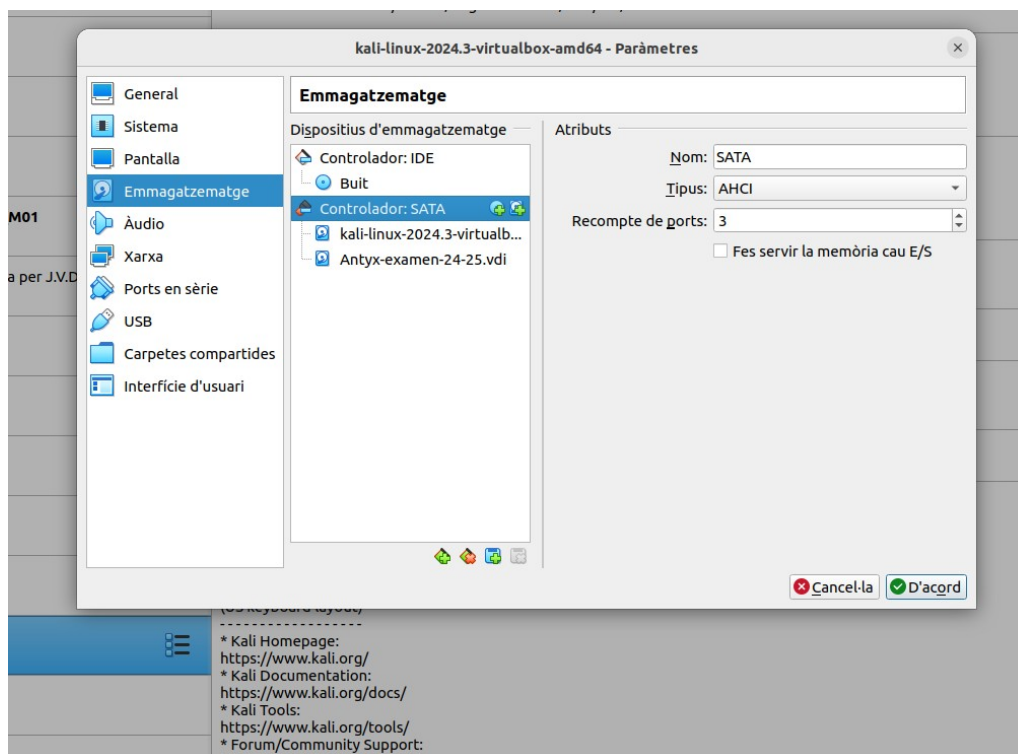 kali-linux-2024.3-virtualbox-amd64 - Paràmetres
General
Sistema
Pantalla
Emmagatzematge
Àudio
Xarxa
Ports en sèrie
USB
Carpetes compartides
Interfície d'usuari
Emmagatzematge
Dispositius d'emmagatzematge
Controlador: IDE
Buit
Controlador: SATA
kali-linux-2024.3-virtualb...
Antyx-examen-24-25.vdi
Atributs
Nom: SATA
Tipus: AHCI
Recompte de ports: 3
Fes servir la memòria cau E/S
Cancel·la
D'acord
M01
a per J.V.D
(US keyboard layout)
- - - - - - - - - - - - - - - - - -
* Kali Homepage:
https://www.kali.org/
* Kali Documentation:
https://www.kali.org/docs/
* Kali Tools:
https://www.kali.org/tools/
* Forum/Community Support: